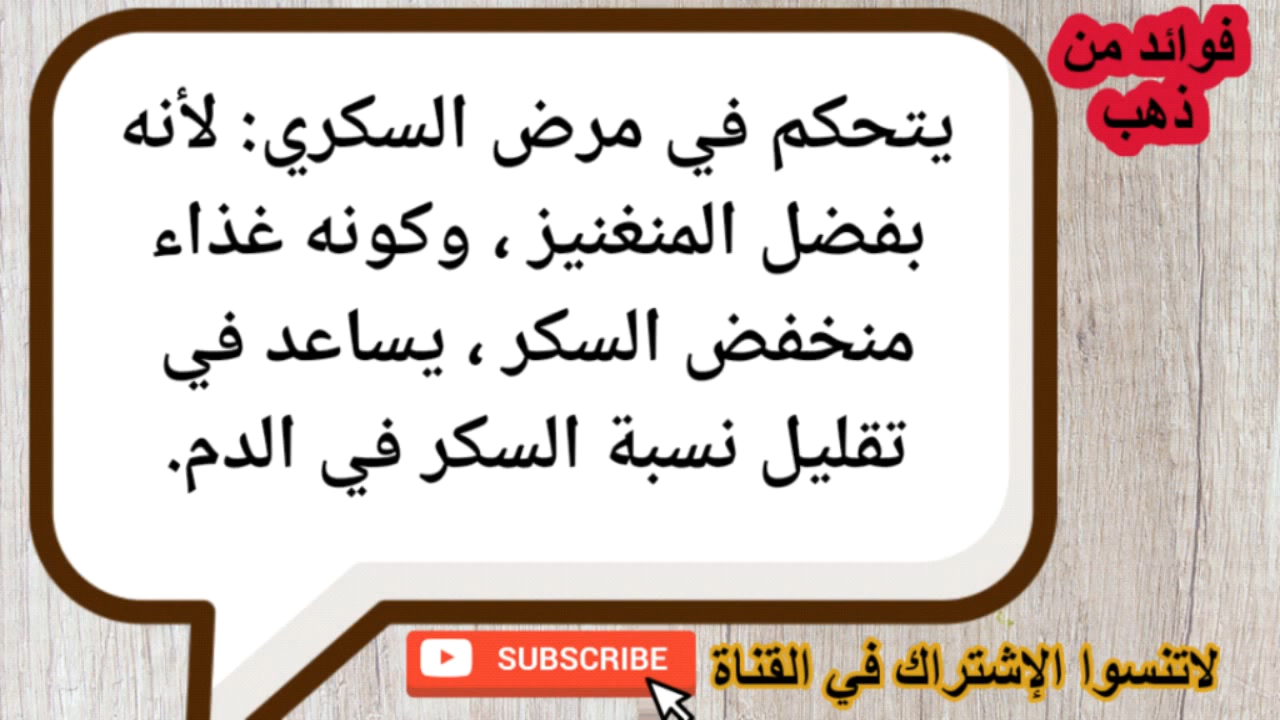 فوائد من
ذهب
يتحكم في مرض السكري: لأنه
بفضل المنغنيز ، وكونه غذاء
منخفض السكر ، يساعد في
تقليل نسبة السكر في الدم.
SUBSCRIBE
لاتنسوا الإشتراك في القناة